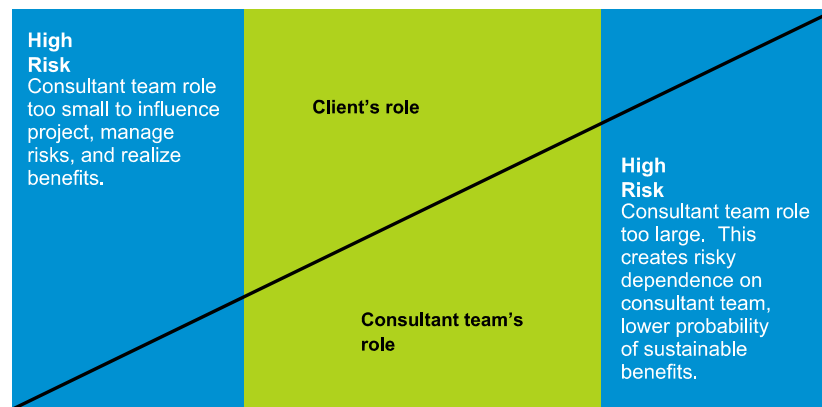 High
Risk
Consultant team role
too small to influence
project, manage
risks, and realize
benefits.
Client's role
Consultant team's
role
High
Risk
Consultant team role
too large.  This
creates risky
dependence on
consultant team,
lower probability
of sustainable
benefits.